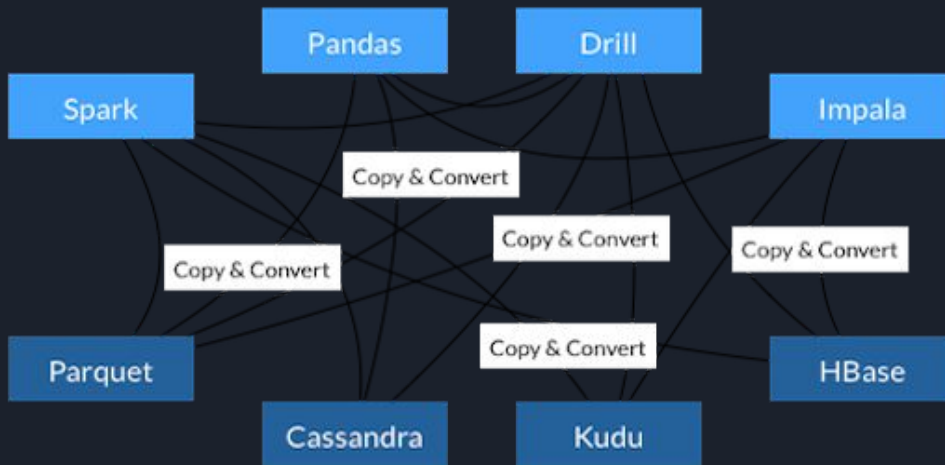 Pandas
Drill
Spark
Impala
Copy & Convert
Copy & Convert
Copy & Convert
Copy & Convert
Copy & Convert
Parquet
HBase
Cassandra
Kudu